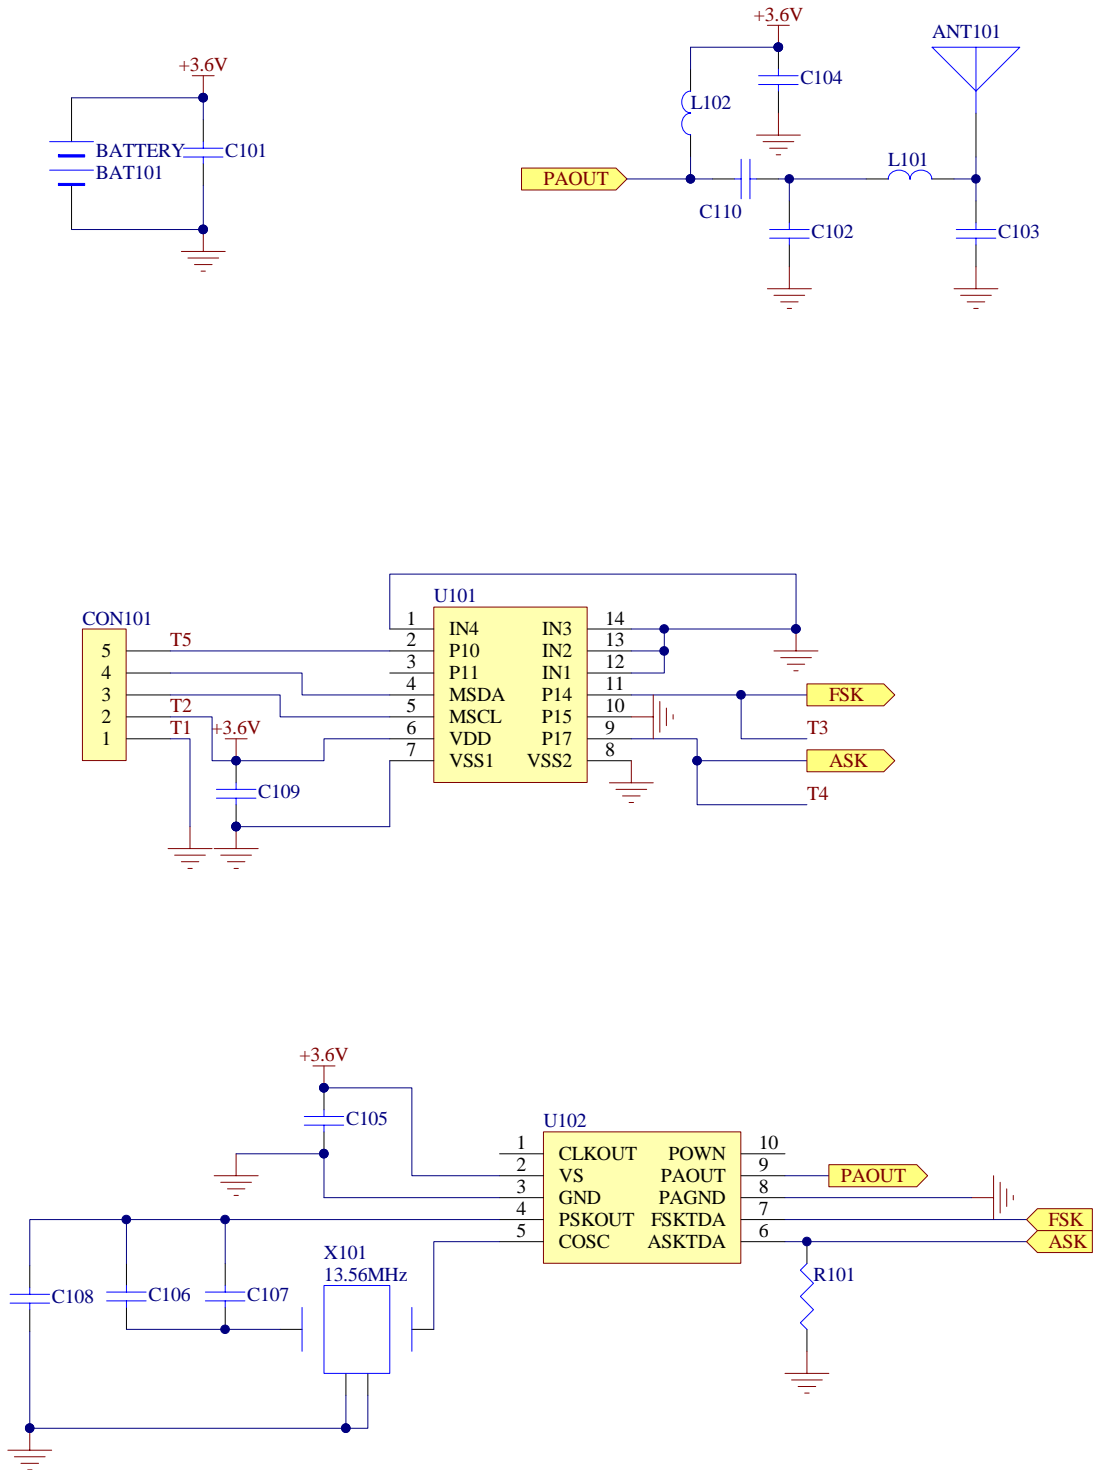 +3.6V
BATTERY
BAT101
C101
+3.6V
C104
L102
ANT101
PAOUT
C110
L101
C102
C103
CON101
5
4
3
2
1
T5
T2
T1
+3.6V
C109
U101
1 IN4 IN3 14
2 P10 IN2 13
3 P11 IN1 12
4 MSDA P14 11
5 MSCL P15 10
6 VDD P17 9
7 VSS1 VSS2 8
FSK
T3
ASK
T4
+3.6V
C105
U102
1 CLKOUT POWN 10
2 VS PAOUT 9
3 GND PAGND 8
4 PSKOUT FSKTDA 7
5 COSC ASKTDA 6
PAOUT
FSK
ASK
X101
13.56MHz
C108
C106
C107
R101